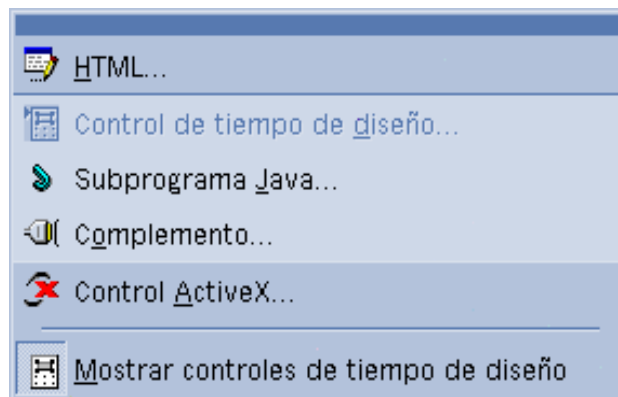 HTML...
Control de tiempo de diseño...
Subprograma Java...
Complemento...
Control ActiveX...
Mostrar controles de tiempo de diseño